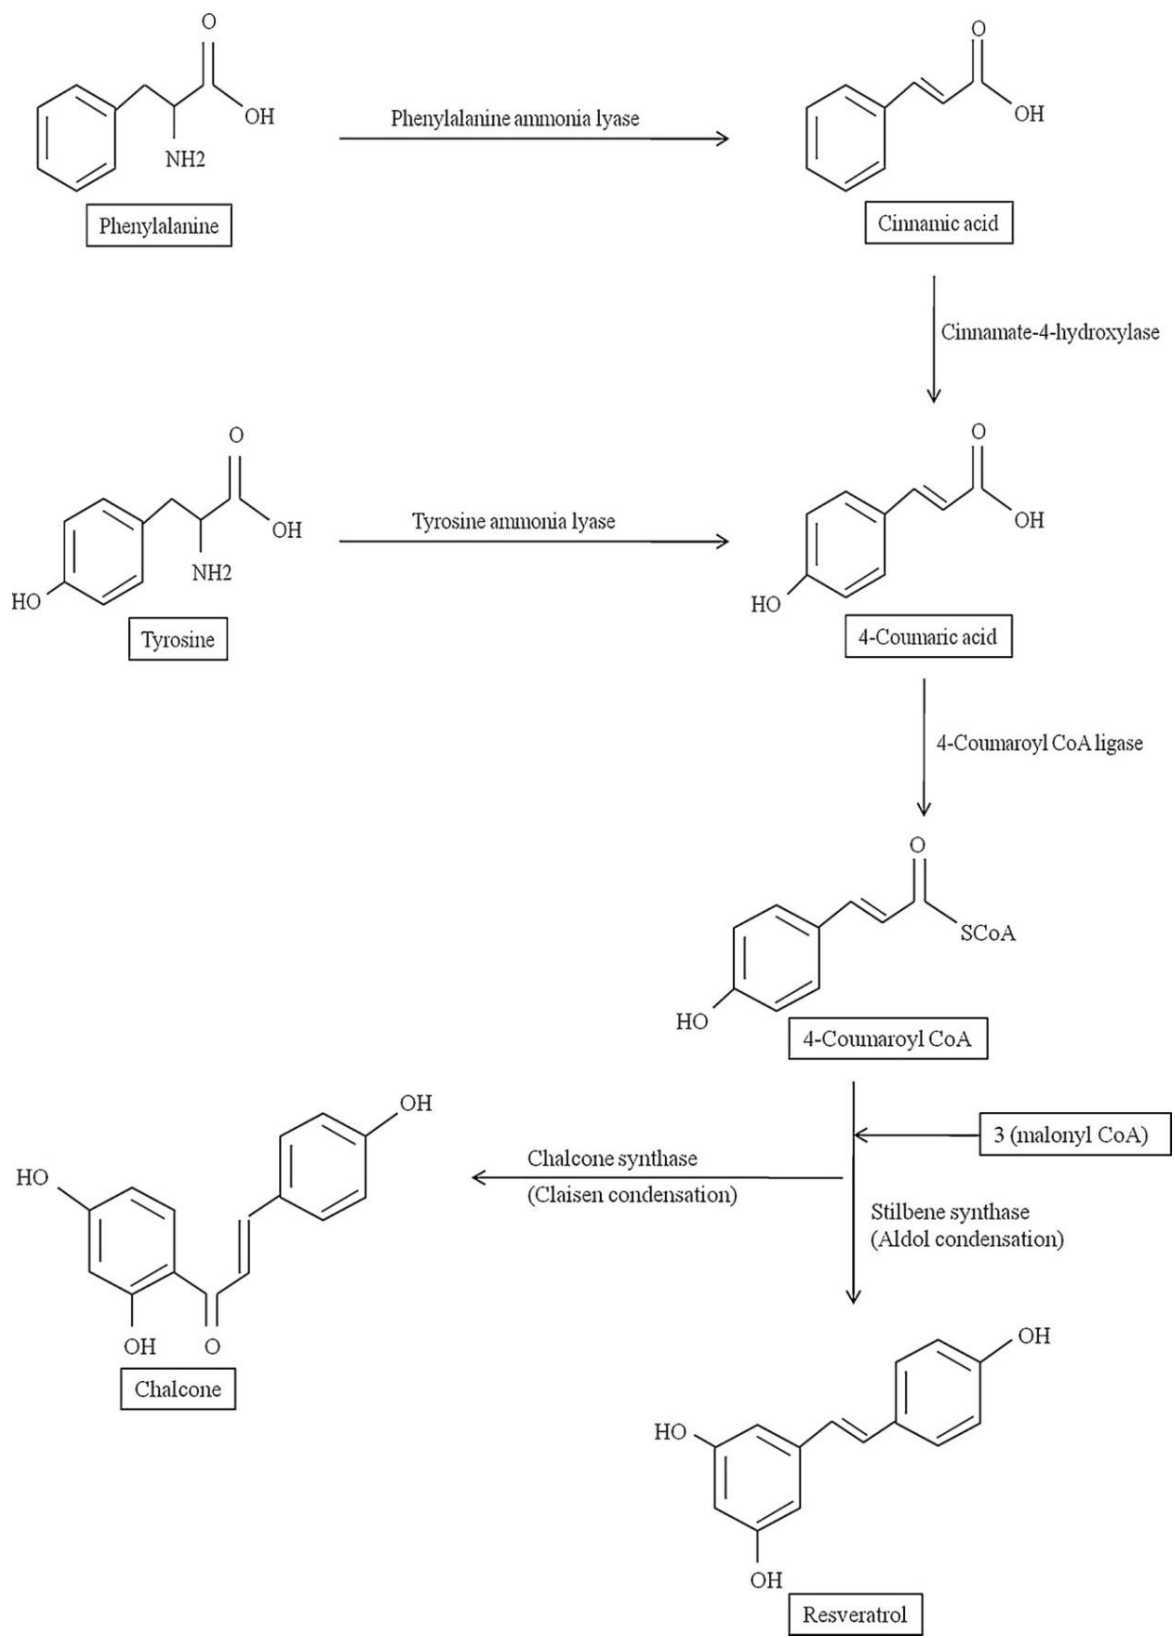 O
OH
NH2
Phenylalanine
Phenylalanine ammonia lyase
O
OH
Cinnamic acid
Cinnamate-4-hydroxylase
O
OH
NH2
HO
Tyrosine
Tyrosine ammonia lyase
O
OH
HO
4-Coumaric acid
4-Coumaroyl CoA ligase
O
SCoA
HO
4-Coumaroyl CoA
3 (malonyl CoA)
Chalcone synthase
(Claisen condensation)
Stilbene synthase
(Aldol condensation)
OH
HO
OH
O
Chalcone
OH
HO
OH
Resveratrol